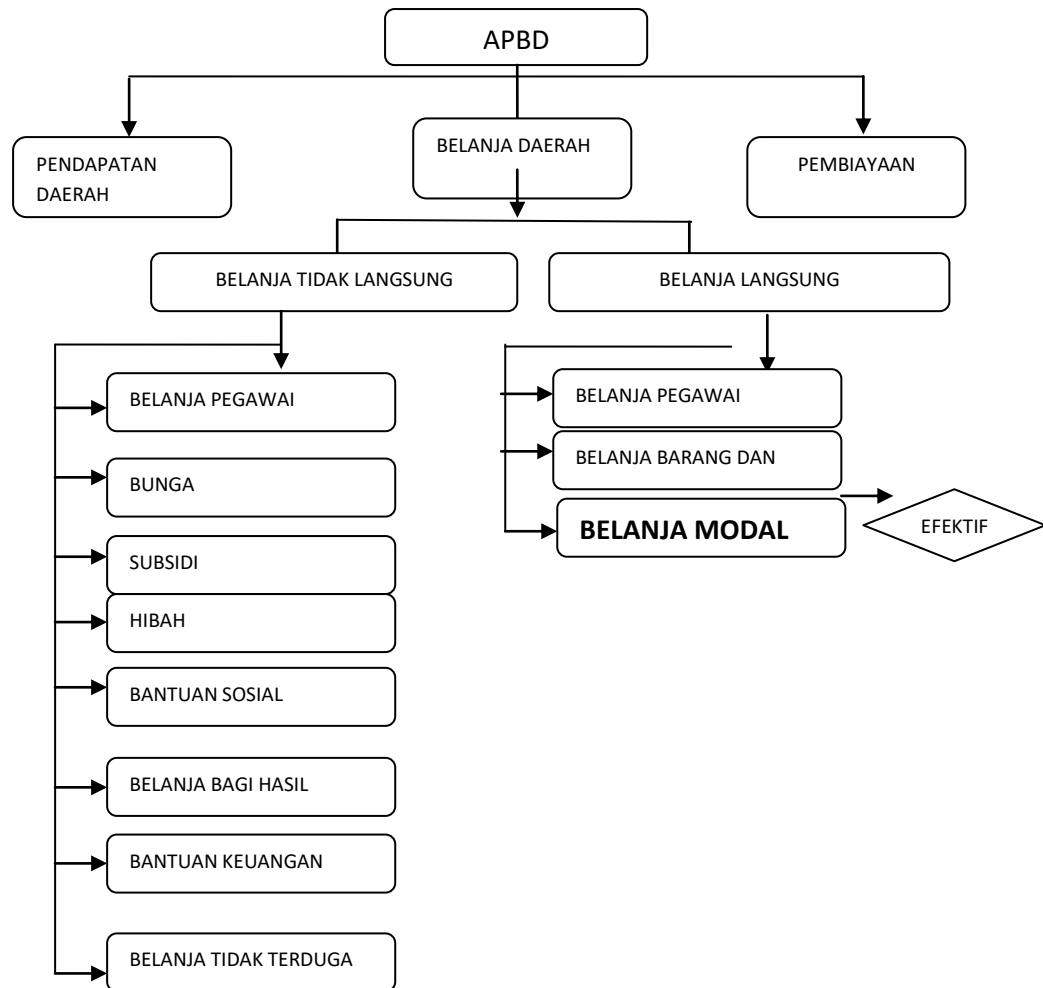 APBD
PENDAPATAN
DAERAH
BELANJA DAERAH
PEMBIAYAAN
BELANJA TIDAK LANGSUNG
BELANJA LANGSUNG
BELANJA PEGAWAI
BUNGA
SUBSIDI
HIBAH
BANTUAN SOSIAL
BELANJA BAGI HASIL
BANTUAN KEUANGAN
BELANJA TIDAK TERDUGA
BELANJA PEGAWAI
BELANJA BARANG DAN
BELANJA MODAL
EFEKTIF